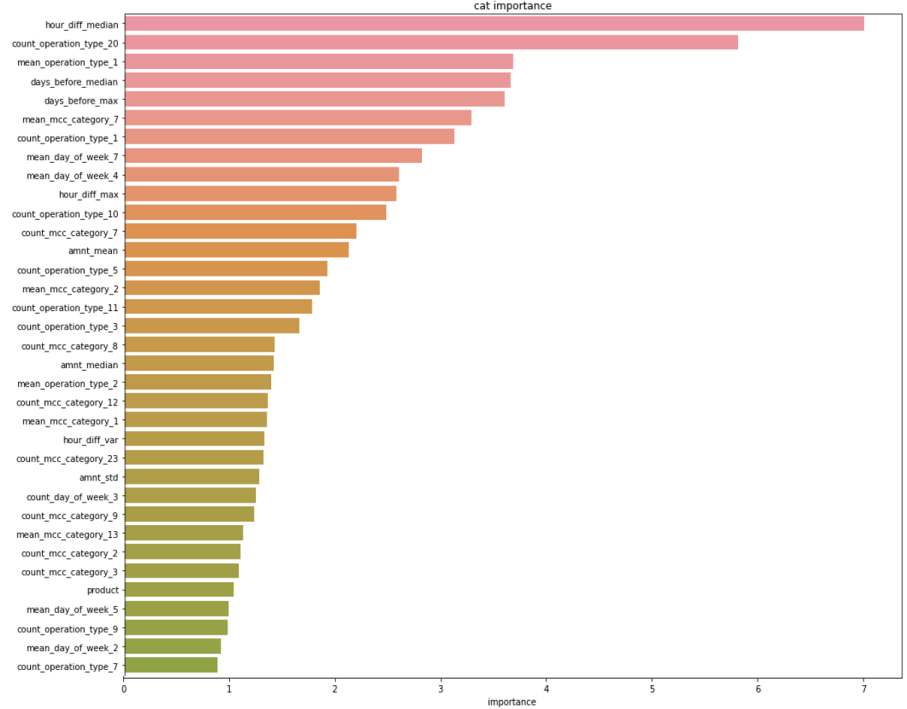 cat importance
hour_diff_median
count_operation_type_20
mean_operation_type_1
days_before_median
days_before_max
mean_mcc_category_7
count_operation_type_1
mean_day_of_week_7
mean_day_of_week_4
hour_diff_max
count_operation_type_10
count_mcc_category_7
amnt_mean
count_operation_type_5
mean_mcc_category_2
count_operation_type_11
count_operation_type_3
count_mcc_category_8
amnt_median
mean_operation_type_2
count_mcc_category_12
mean_mcc_category_1
hour_diff_var
count_mcc_category_23
amnt_std
count_day_of_week_3
count_mcc_category_9
mean_mcc_category_13
count_mcc_category_2
count_mcc_category_3
product
mean_day_of_week_5
count_operation_type_9
mean_day_of_week_2
count_operation_type_7
0 1 2 3 4 5 6 7
importance